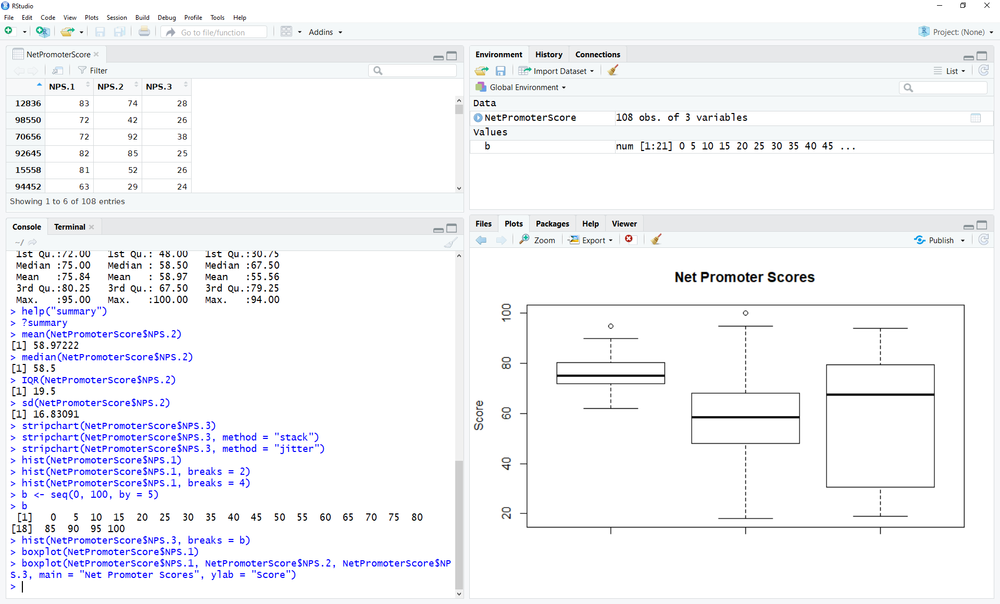 RStudio
File Edit Code View Plots Session Build Debug Profile Tools Help
Go to file/function Addins Project: (None)
NetPromoterScore
Filter
NPS.1 NPS.2 NPS.3
12836 83 74 28
98550 72 42 26
70656 72 92 38
92645 82 85 25
15558 81 52 26
94452 63 29 24
Showing 1 to 6 of 108 entries
Console Terminal
~/
1st Qu.:72.00 1st Qu.: 48.00 1st Qu.:30.75
Median :75.00 Median : 58.50 Median :67.50
Mean :75.84 Mean : 58.97 Mean :55.56
3rd Qu.:80.25 3rd Qu.: 67.50 3rd Qu.:79.25
Max. :95.00 Max. :100.00 Max. :94.00
> help("summary")
> ?summary
> mean(NetPromoterScore$NPS.2)
[1] 58.97222
> median(NetPromoterScore$NPS.2)
[1] 58.5
> IQR(NetPromoterScore$NPS.2)
[1] 19.5
> sd(NetPromoterScore$NPS.2)
[1] 16.83091
> stripchart(NetPromoterScore$NPS.3)
> stripchart(NetPromoterScore$NPS.3, method = "stack")
> stripchart(NetPromoterScore$NPS.3, method = "jitter")
> hist(NetPromoterScore$NPS.1)
> hist(NetPromoterScore$NPS.1, breaks = 2)
> hist(NetPromoterScore$NPS.1, breaks = 4)
> b <- seq(0, 100, by = 5)
> b
[1] 0 5 10 15 20 25 30 35 40 45 50 55 60 65 70 75 80
[18] 85 90 95 100
> hist(NetPromoterScore$NPS.3, breaks = b)
> boxplot(NetPromoterScore$NPS.1)
> boxplot(NetPromoterScore$NPS.1, NetPromoterScore$NPS.2, NetPromoterScore$NP
S.3, main = "Net Promoter Scores", ylab = "Score")
>
Environment History Connections
Import Dataset List
Global Environment
Data
NetPromoterScore 108 obs. of 3 variables
Values
b num [1:21] 0 5 10 15 20 25 30 35 40 45 ...
Files Plots Packages Help Viewer
Zoom Export Publish
Net Promoter Scores
Score
100
80
60
40
20